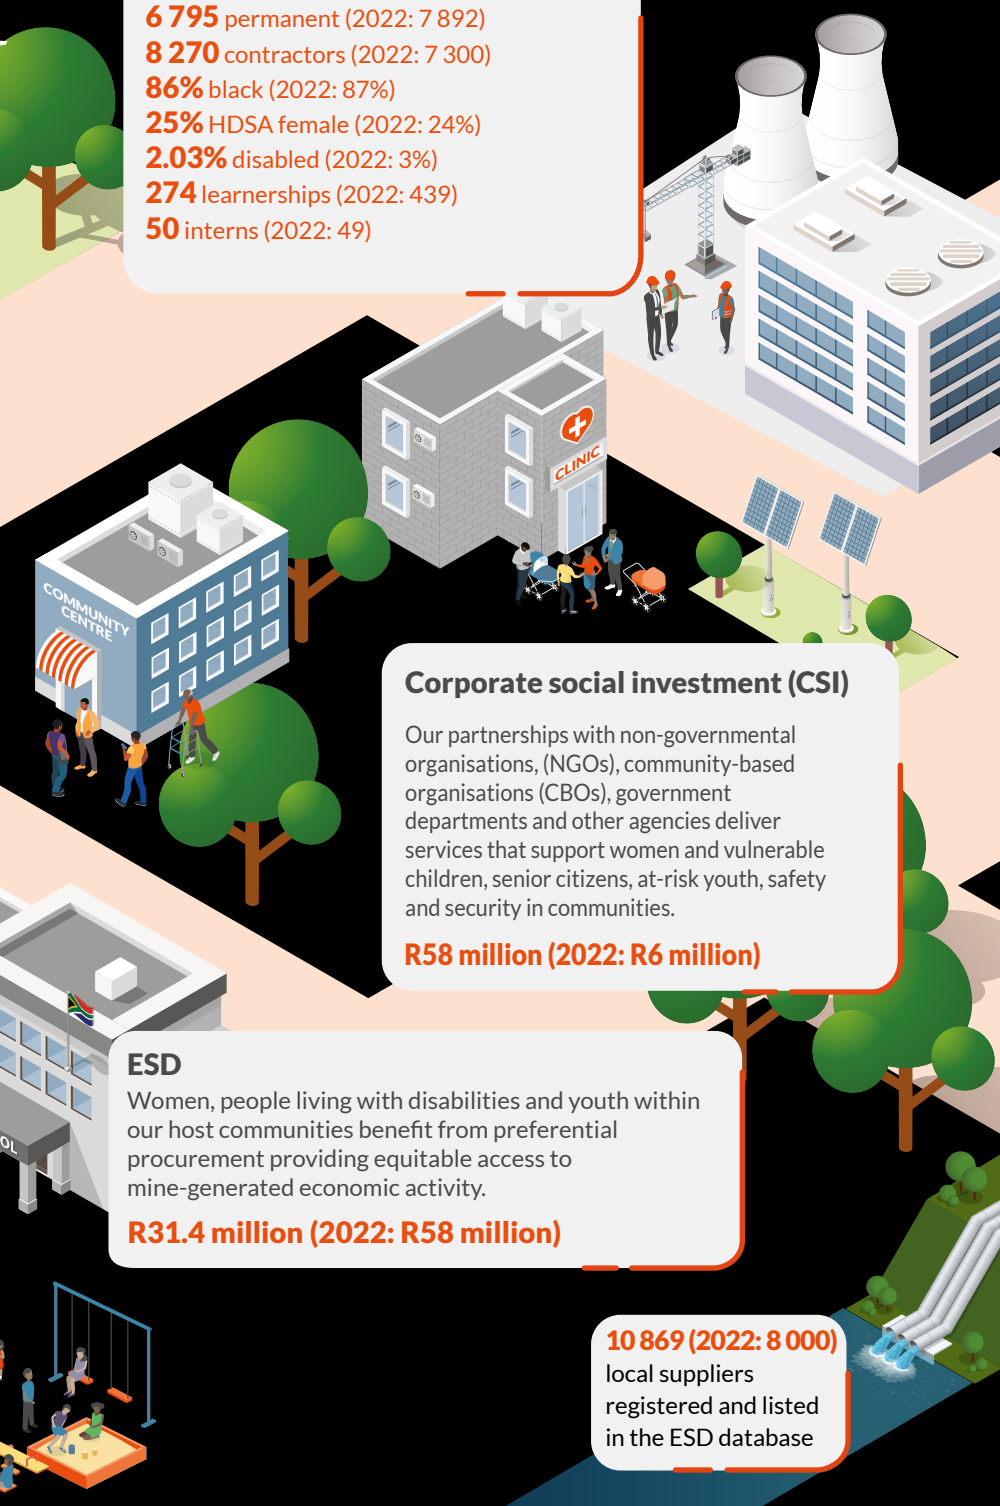 6 795 permanent (2022: 7 892)
8 270 contractors (2022: 7 300)
86% black (2022: 87%)
25% HDSA female (2022: 24%)
2.03% disabled (2022: 3%)
274 learnerships (2022: 439)
50 interns (2022: 49)
CLINIC
COMMUNITY
CENTRE
Corporate social investment (CSI)
Our partnerships with non-governmental
organisations, (NGOs), community-based
organisations (CBOs), government
departments and other agencies deliver
services that support women and vulnerable
children, senior citizens, at-risk youth, safety
and security in communities.
R58 million (2022: R6 million)
ESD
Women, people living with disabilities and youth within
our host communities benefit from preferential
procurement providing equitable access to
mine-generated economic activity.
R31.4 million (2022: R58 million)
OL
10 869 (2022: 8 000)
local suppliers
registered and listed
in the ESD database